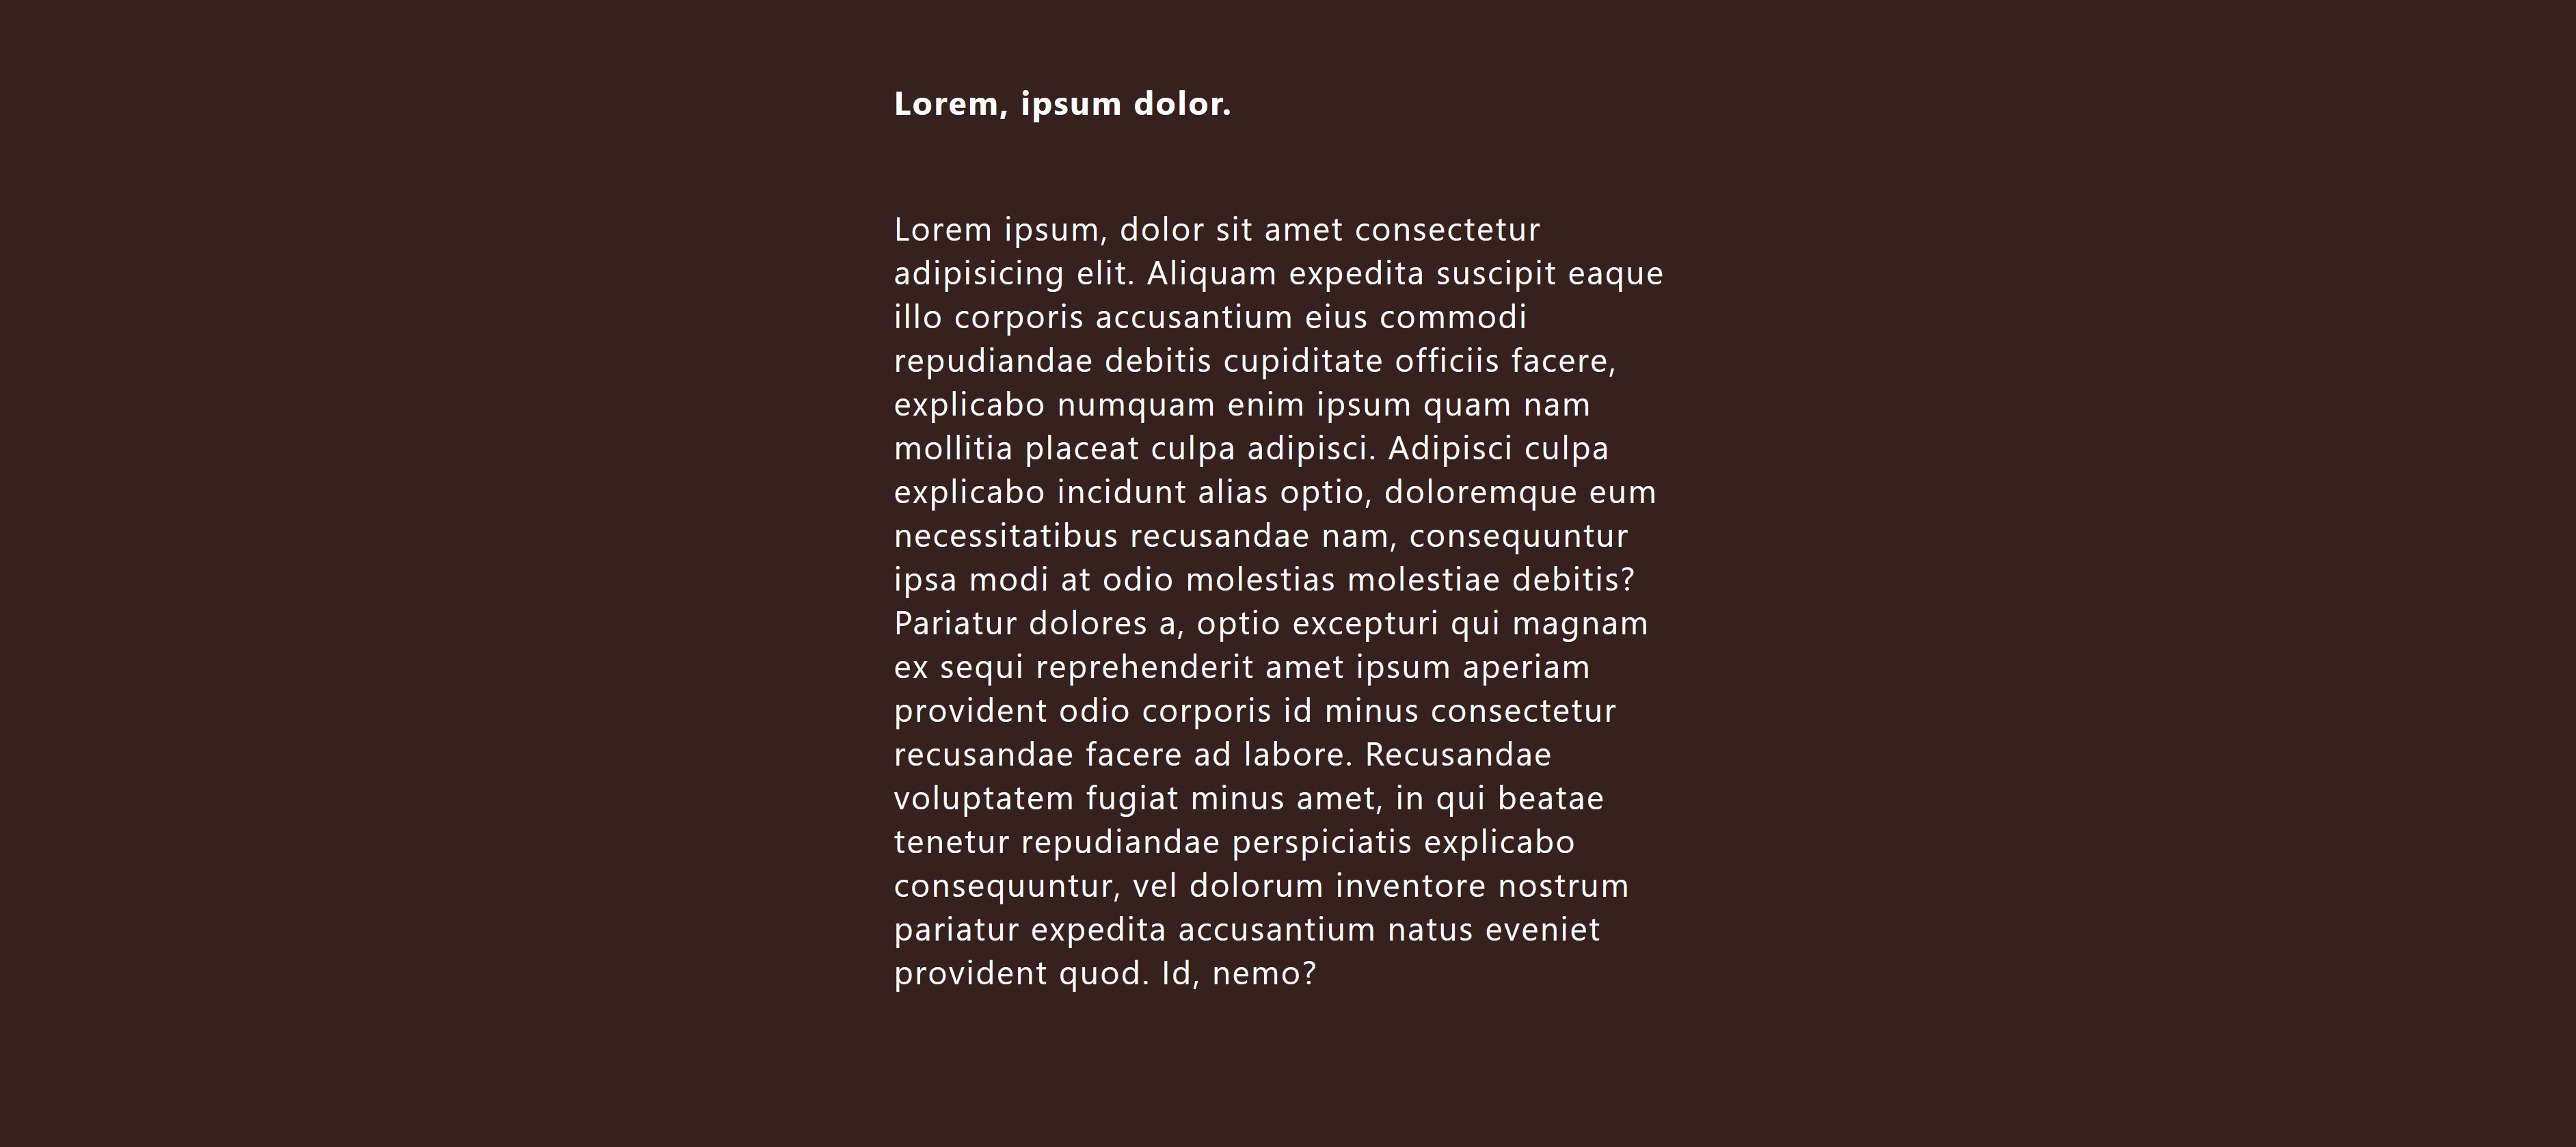 Lorem, ipsum dolor.
Lorem ipsum, dolor sit amet consectetur
adipisicing elit. Aliquam expedita suscipit eaque
illo corporis accusantium eius commodi
repudiandae debitis cupiditate officiis facere,
explicabo numquam enim ipsum quam nam
mollitia placeat culpa adipisci. Adipisci culpa
explicabo incidunt alias optio, doloremque eum
necessitatibus recusandae nam, consequuntur
ipsa modi at odio molestias molestiae debitis?
Pariatur dolores a, optio excepturi qui magnam
ex sequi reprehenderit amet ipsum aperiam
provident odio corporis id minus consectetur
recusandae facere ad labore. Recusandae
voluptatem fugiat minus amet, in qui beatae
tenetur repudiandae perspiciatis explicabo
consequuntur, vel dolorum inventore nostrum
pariatur expedita accusantium natus eveniet
provident quod. Id, nemo?